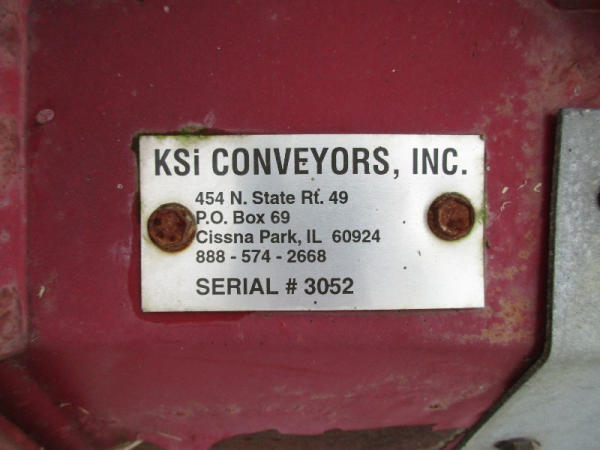 KSi CONVEYORS, INC.
454 N. State Rt. 49
P.O. Box 69
Cissna Park, IL 60924
888 - 574 - 2668
SERIAL # 3052